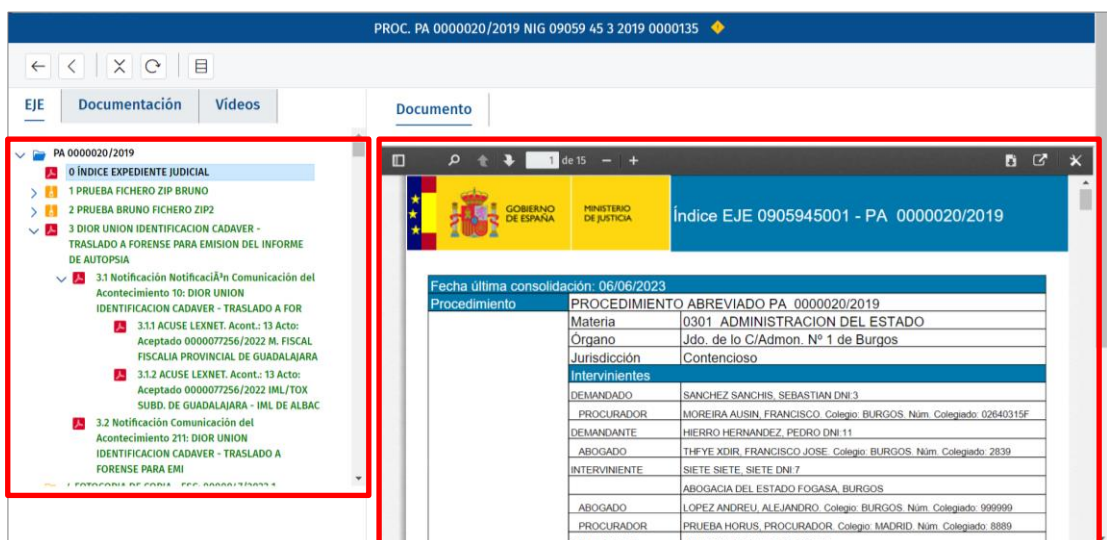 PROC. PA 0000020/2019 NIG 09059 45 3 2019 0000135
EJE Documentación Vídeos
Documento
PA 0000020/2019
0 ÍNDICE EXPEDIENTE JUDICIAL
1 PRUEBA FICHERO ZIP BRUNO
2 PRUEBA BRUNO FICHERO ZIP2
3 DIOR UNION IDENTIFICACION CADAVER -
TRASLADO A FORENSE PARA EMISION DEL INFORME
DE AUTOPSIA
3.1 Notificación NotificaciÃ³n Comunicación del
Acontecimiento 10: DIOR UNION
IDENTIFICACION CADAVER - TRASLADO A FOR
3.1.1 ACUSE LEXNET. Acont.: 13 Acto:
Aceptado 0000077256/2022 M. FISCAL
FISCALIA PROVINCIAL DE GUADALAJARA
3.1.2 ACUSE LEXNET. Acont.: 13 Acto:
Aceptado 0000077256/2022 IML/TOX
SUBD. DE GUADALAJARA - IML DE ALBAC
3.2 Notificación Comunicación del
Acontecimiento 211: DIOR UNION
IDENTIFICACION CADAVER - TRASLADO A
FORENSE PARA EMI
1 de 15
GOBIERNO
DE ESPAÑA
MINISTERIO
DE JUSTICIA
Índice EJE 0905945001 - PA 0000020/2019
Fecha última consolidación: 06/06/2023
Procedimiento PROCEDIMIENTO ABREVIADO PA 0000020/2019
Materia 0301 ADMINISTRACION DEL ESTADO
Órgano Jdo. de lo C/Admon. Nº 1 de Burgos
Jurisdicción Contencioso
Intervinientes
DEMANDADO SANCHEZ SANCHIS, SEBASTIAN DNI:3
PROCURADOR MOREIRA AUSIN, FRANCISCO. Colegio: BURGOS. Núm. Colegiado: 02640315F
DEMANDANTE HIERRO HERNANDEZ, PEDRO DNI:11
ABOGADO THFYE XDIR, FRANCISCO JOSE. Colegio: BURGOS. Núm. Colegiado: 2839
INTERVINIENTE SIETE SIETE, SIETE DNI:7
ABOGACIA DEL ESTADO FOGASA, BURGOS
ABOGADO LOPEZ ANDREU, ALEJANDRO. Colegio: BURGOS. Núm. Colegiado: 999999
PROCURADOR PRUEBA HORUS, PROCURADOR. Colegio: MADRID. Núm. Colegiado: 8889